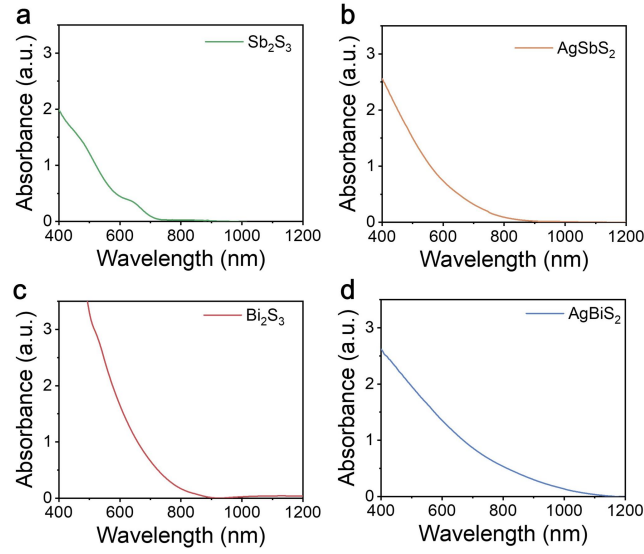 a
Sb₂S₃
Absorbance (a.u.)
3
2
1
0
400 600 800 1000 1200
Wavelength (nm)
b
AgSbS₂
Absorbance (a.u.)
3
2
1
0
400 600 800 1000 1200
Wavelength (nm)
c
Bi₂S₃
Absorbance (a.u.)
3
2
1
0
400 600 800 1000 1200
Wavelength (nm)
d
AgBiS₂
Absorbance (a.u.)
3
2
1
0
400 600 800 1000 1200
Wavelength (nm)